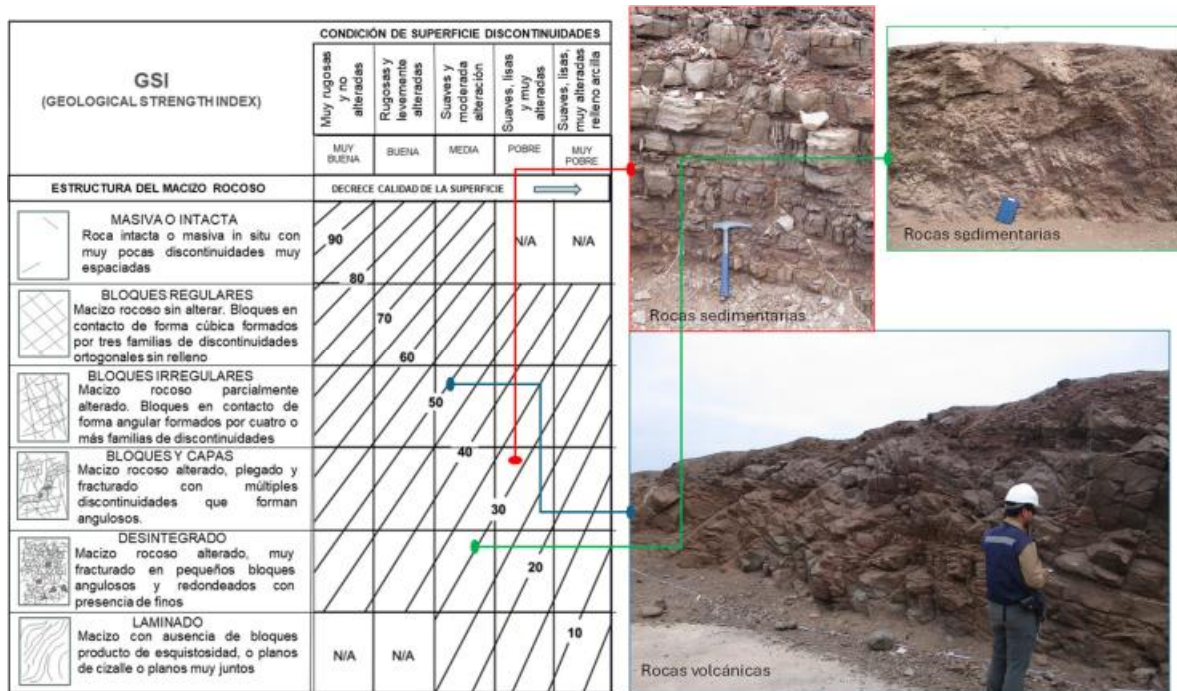 CONDICIÓN DE SUPERFICIE DISCONTINUIDADES
GSI
(GEOLOGICAL STRENGTH INDEX)
Muy rugosas
y no
alteradas
Rugosas y
levemente
alteradas
Suaves y
moderada
alteración
Suaves, lisas
y muy
alteradas
Suaves, lisas,
muy alteradas
relleno arcilla
MUY
BUENA
BUENA
MEDIA
POBRE
MUY
POBRE
ESTRUCTURA DEL MACIZO ROCOSO
DECRECE CALIDAD DE LA SUPERFICIE
MASIVA O INTACTA
Roca intacta o masiva in situ con
muy pocas discontinuidades muy
espaciadas
90
80
N/A
N/A
BLOQUES REGULARES
Macizo rocoso sin alterar. Bloques en
contacto de forma cúbica formados
por tres familias de discontinuidades
ortogonales sin relleno
70
60
BLOQUES IRREGULARES
Macizo rocoso parcialmente
alterado. Bloques en contacto de
forma angular formados por cuatro o
más familias de discontinuidades
50
BLOQUES Y CAPAS
Macizo rocoso alterado, plegado y
fracturado con múltiples
discontinuidades que forman
angulosos.
40
30
DESINTEGRADO
Macizo rocoso alterado, muy
fracturado en pequeños bloques
angulosos y redondeados con
presencia de finos
20
LAMINADO
Macizo con ausencia de bloques
producto de esquistosidad, o planos
de cizalle o planos muy juntos
N/A
N/A
10
Rocas sedimentarias
Rocas sedimentarias
Rocas volcánicas